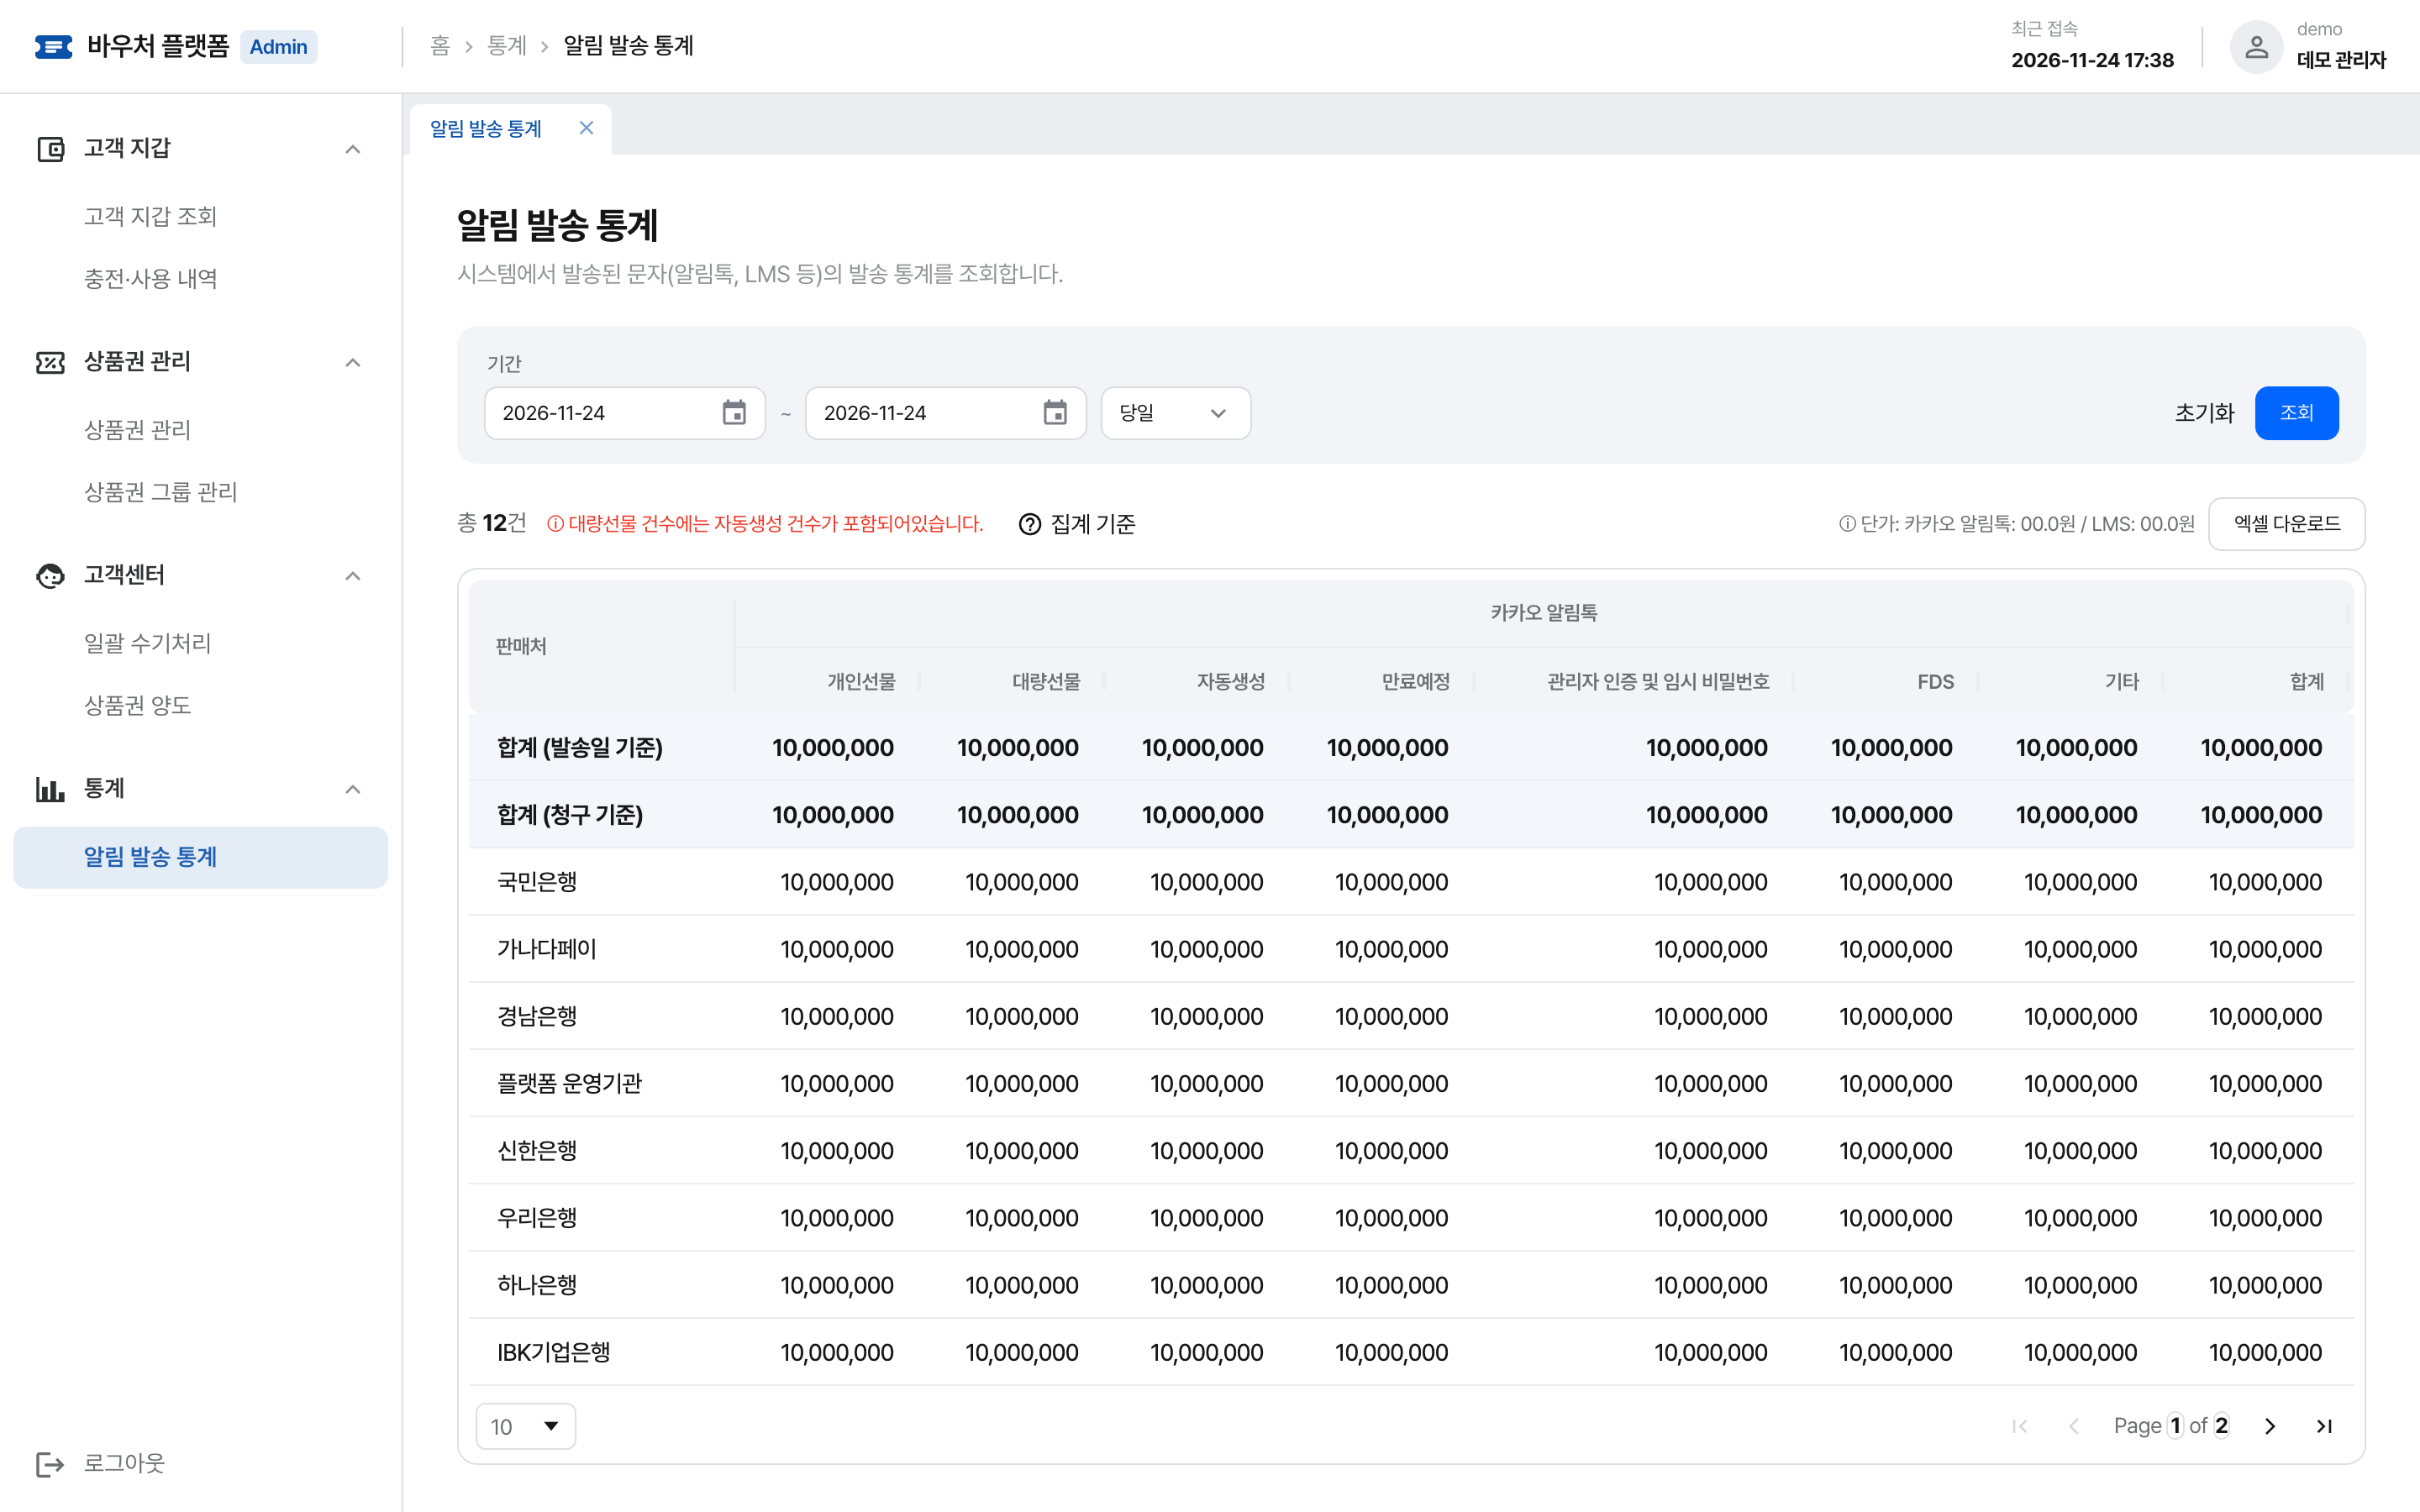 바우처 플랫폼 Admin
홈 > 통계 > 알림 발송 통계
최근 접속
2026-11-24 17:38
demo
데모 관리자
고객 지갑
고객 지갑 조회
충전·사용 내역
상품권 관리
상품권 관리
상품권 그룹 관리
고객센터
일괄 수기처리
상품권 양도
통계
알림 발송 통계
로그아웃
알림 발송 통계
알림 발송 통계
시스템에서 발송된 문자(알림톡, LMS 등)의 발송 통계를 조회합니다.
기간
2026-11-24 ~ 2026-11-24 당일 초기화 조회
총 12건 대량선물 건수에는 자동생성 건수가 포함되어있습니다. 집계 기준 단가: 카카오 알림톡: 00.0원 / LMS: 00.0원 엑셀 다운로드
판매처 카카오 알림톡
개인선물 대량선물 자동생성 만료예정 관리자 인증 및 임시 비밀번호 FDS 기타 합계
합계 (발송일 기준) 10,000,000 10,000,000 10,000,000 10,000,000 10,000,000 10,000,000 10,000,000 10,000,000
합계 (청구 기준) 10,000,000 10,000,000 10,000,000 10,000,000 10,000,000 10,000,000 10,000,000 10,000,000
국민은행 10,000,000 10,000,000 10,000,000 10,000,000 10,000,000 10,000,000 10,000,000 10,000,000
가나다페이 10,000,000 10,000,000 10,000,000 10,000,000 10,000,000 10,000,000 10,000,000 10,000,000
경남은행 10,000,000 10,000,000 10,000,000 10,000,000 10,000,000 10,000,000 10,000,000 10,000,000
플랫폼 운영기관 10,000,000 10,000,000 10,000,000 10,000,000 10,000,000 10,000,000 10,000,000 10,000,000
신한은행 10,000,000 10,000,000 10,000,000 10,000,000 10,000,000 10,000,000 10,000,000 10,000,000
우리은행 10,000,000 10,000,000 10,000,000 10,000,000 10,000,000 10,000,000 10,000,000 10,000,000
하나은행 10,000,000 10,000,000 10,000,000 10,000,000 10,000,000 10,000,000 10,000,000 10,000,000
IBK기업은행 10,000,000 10,000,000 10,000,000 10,000,000 10,000,000 10,000,000 10,000,000 10,000,000
10 Page 1 of 2